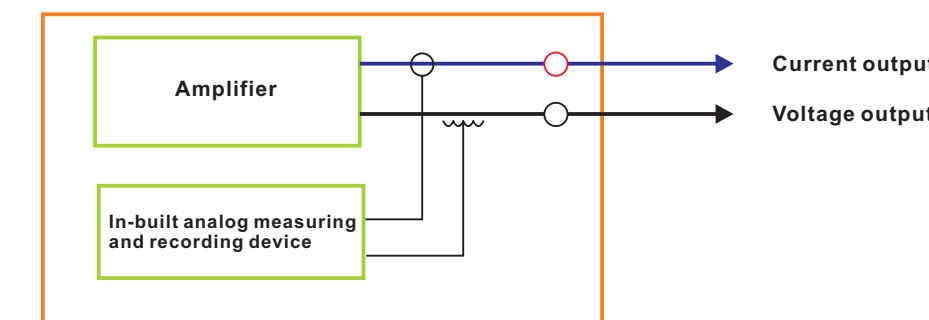 Amplifier
Current output
Voltage output
In-built analog measuring
and recording device